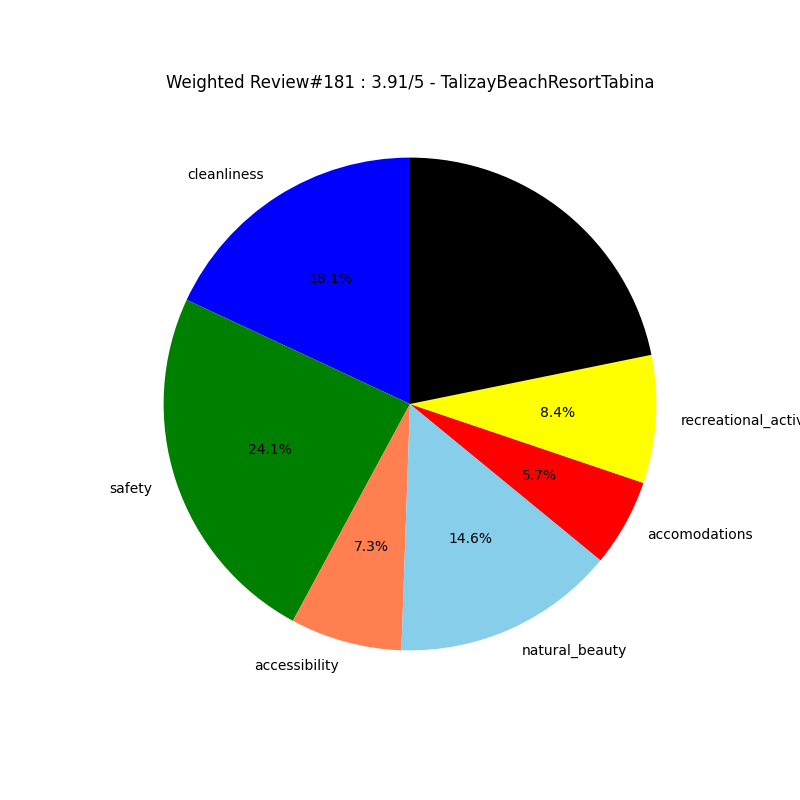 Weighted Review#181 : 3.91/5 - TalizayBeachResortTabina
cleanliness
18.1%
8.4%
recreational_activ
24.1%
5.7%
safety
accomodations
14.6%
7.3%
natural_beauty
accessibility